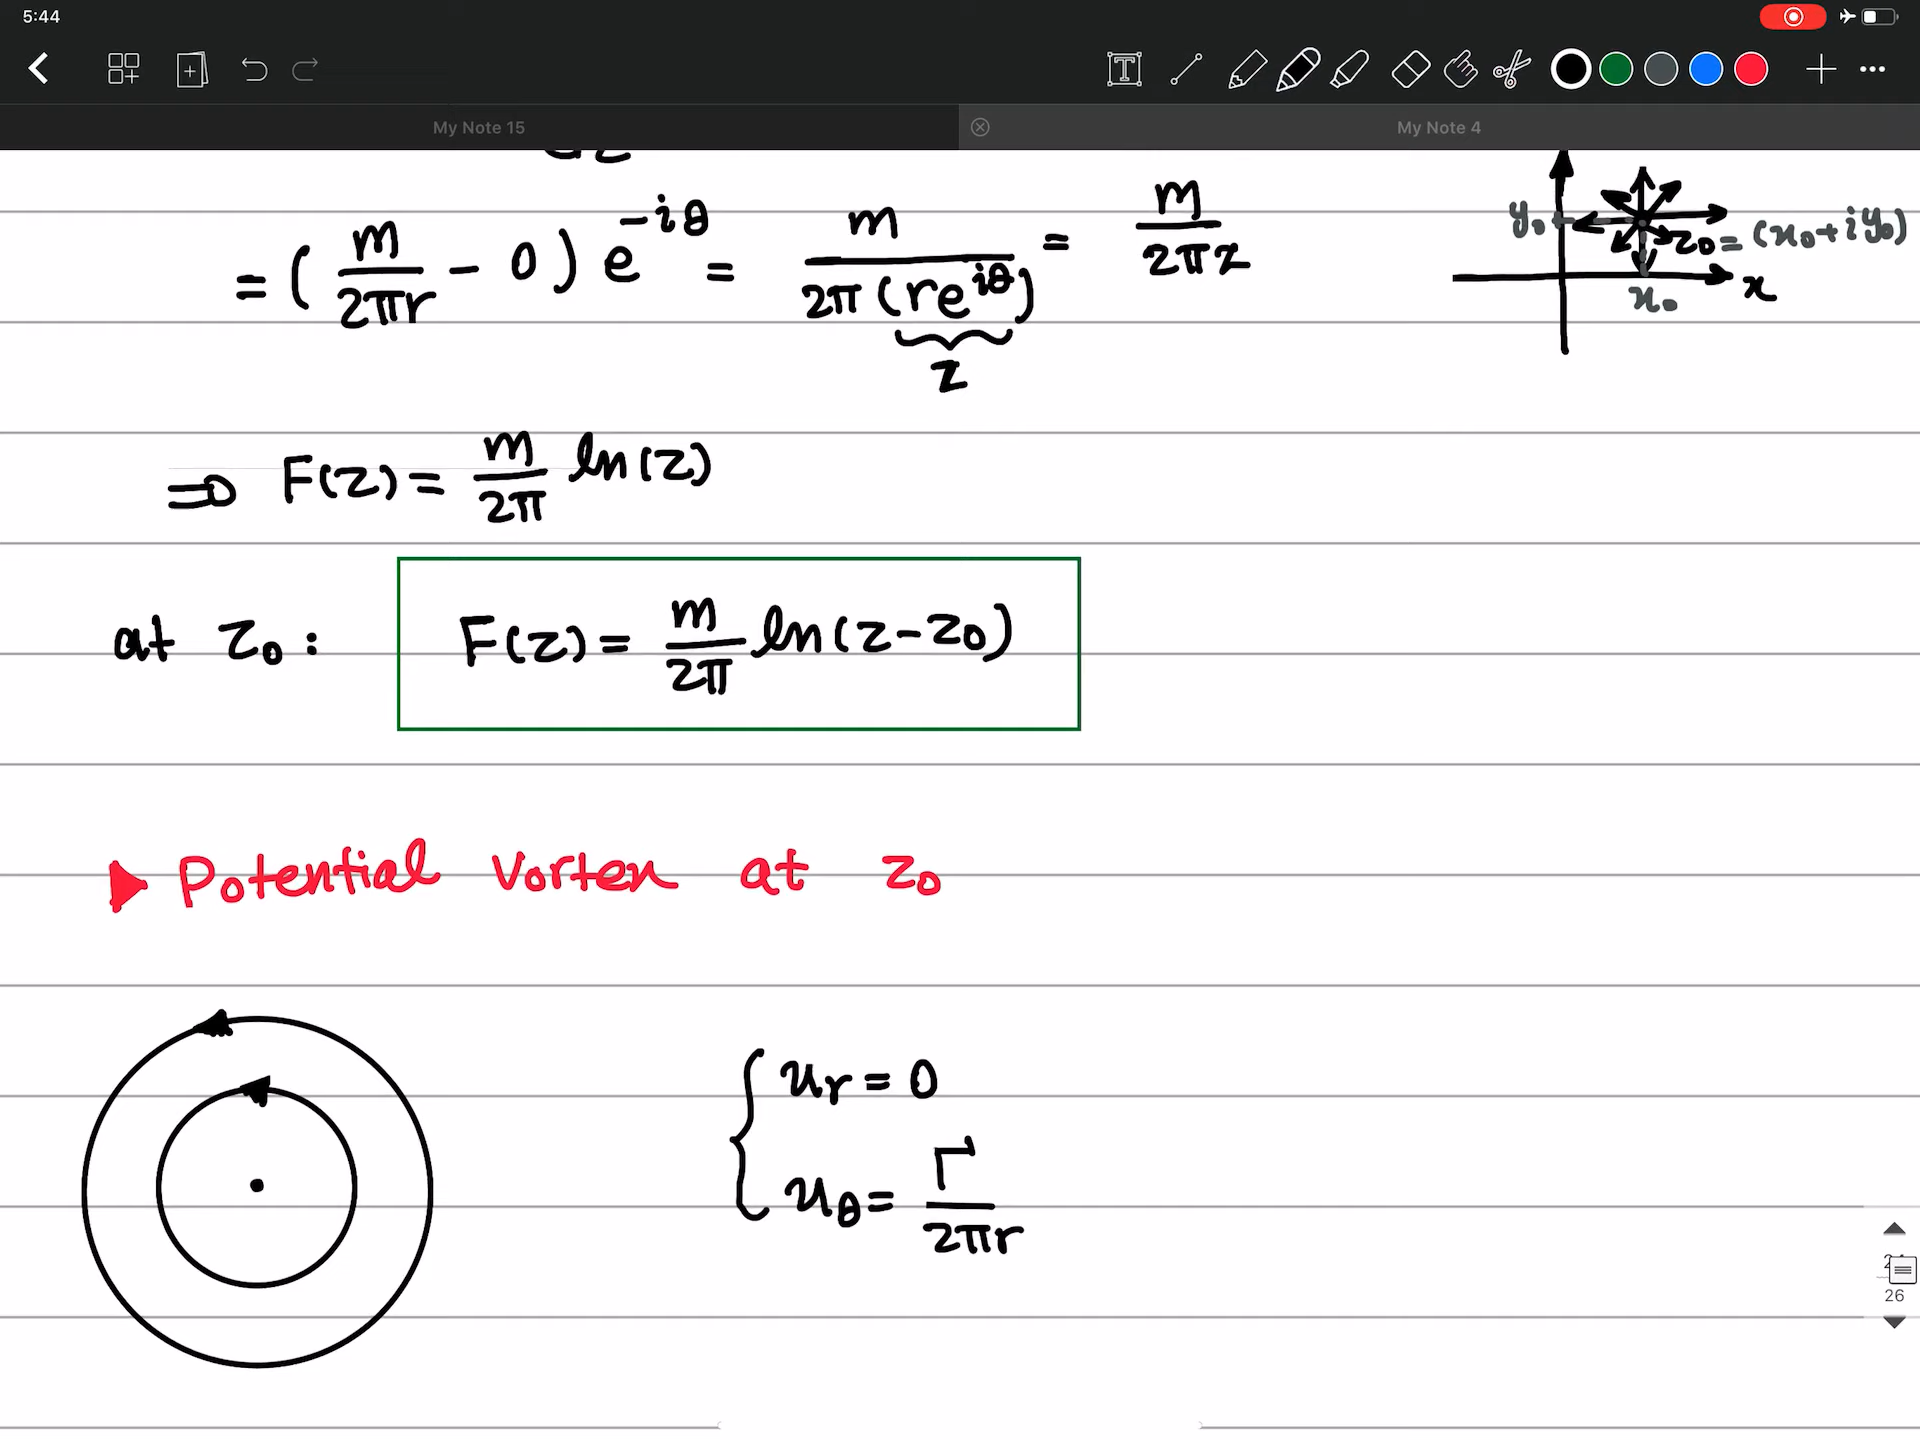 5:44
My Note 15
My Note 4
= ( m/2πr - 0 ) e^-iθ = m/2π(re^iθ) = m/2πz
z
y₀
z₀ = (x₀+iy₀)
x₀
x
⇒ F(z) = m/2π ln(z)
at z₀: F(z) = m/2π ln(z-z₀)
▶ Potential Vortex at z₀
{ u_r = 0
u_θ = Γ/2πr
26